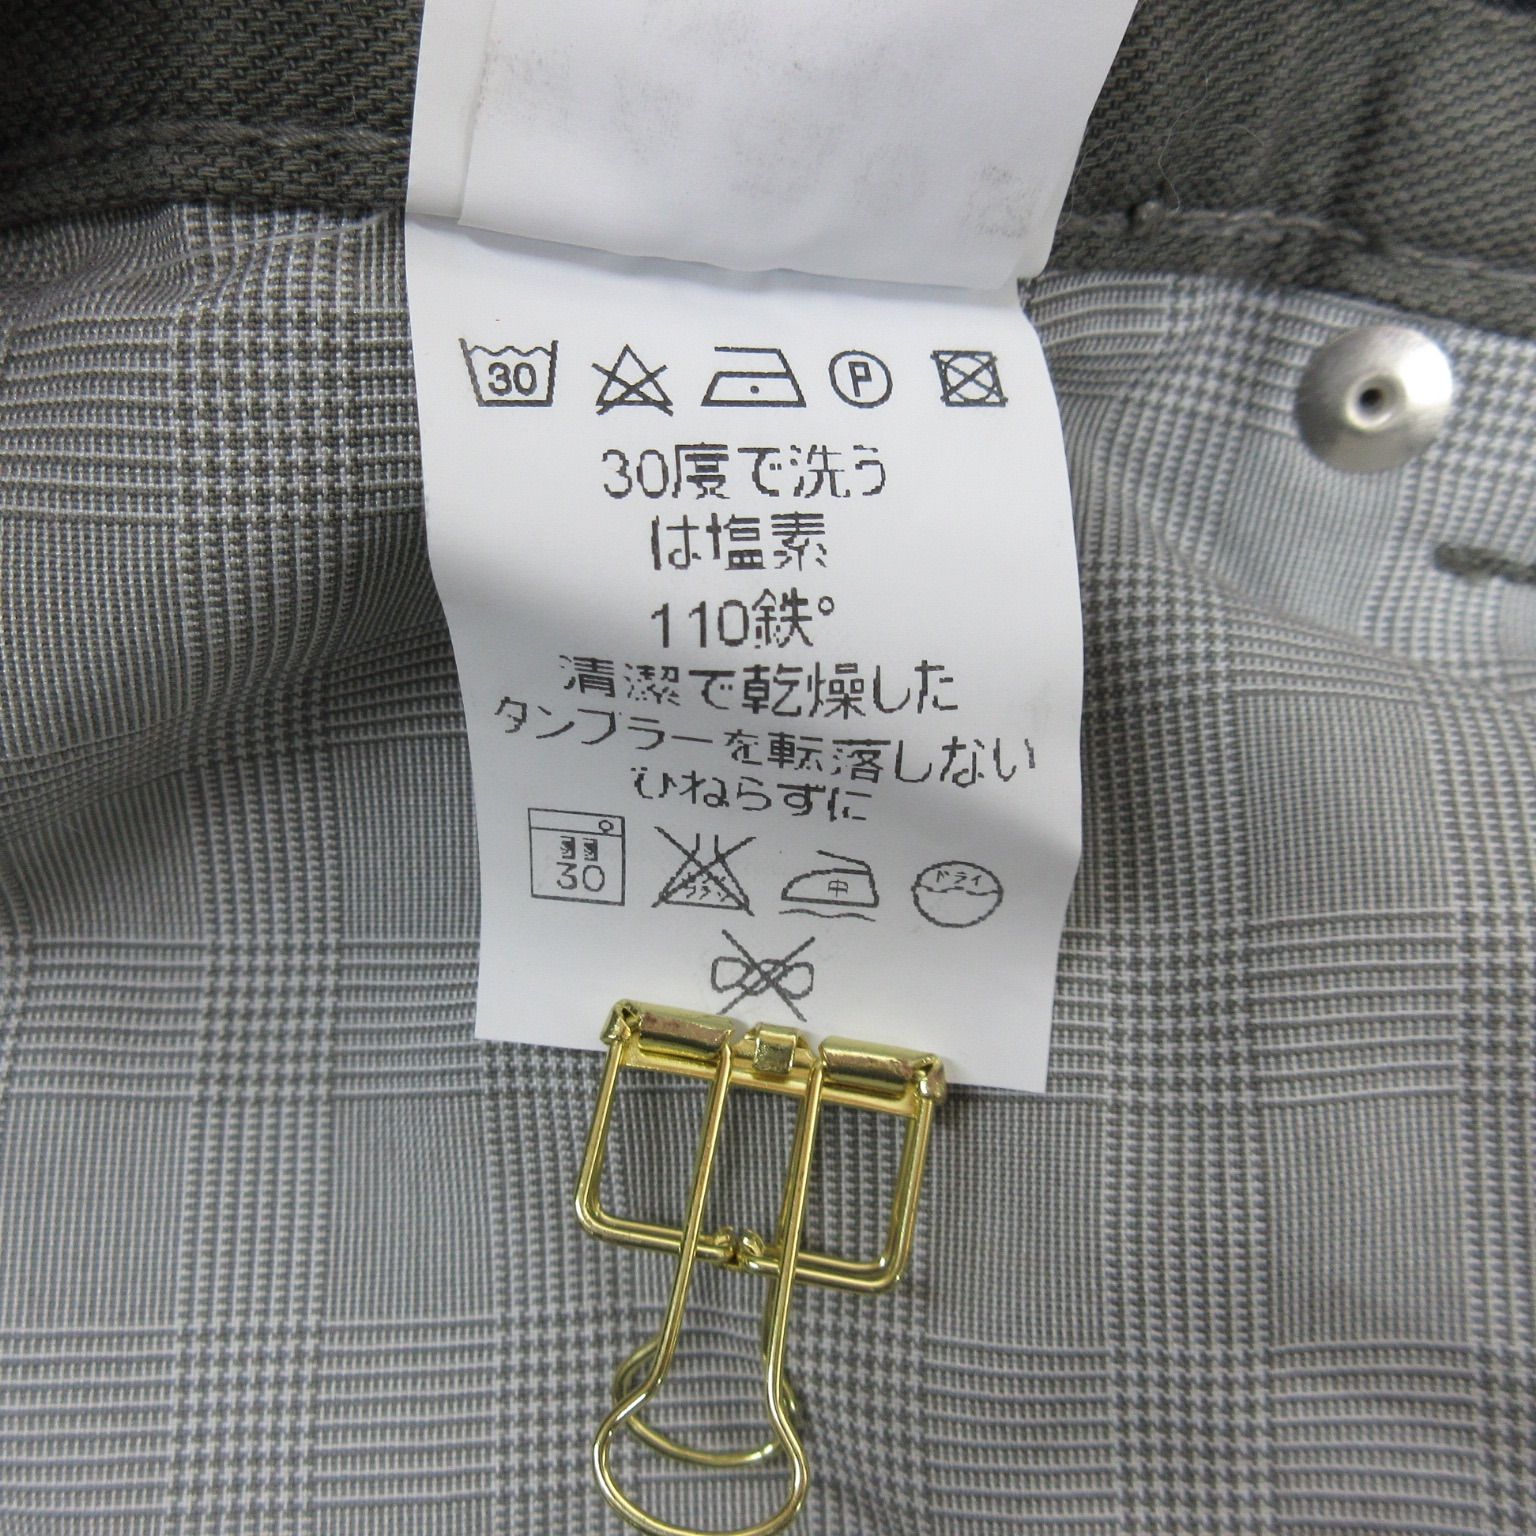 30 P
30度で洗う
は塩素
110鉄°
清潔で乾燥した
タンブラーを転落しない
ひねらずに
30 中 ドライ